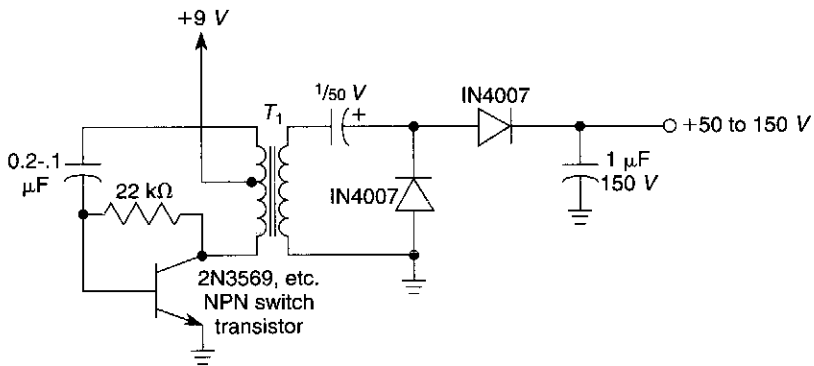 +9 V
T1
1/50 V
+
IN4007
+50 to 150 V
0.2-.1
μF
22 kΩ
IN4007
1 μF
150 V
2N3569, etc.
NPN switch
transistor